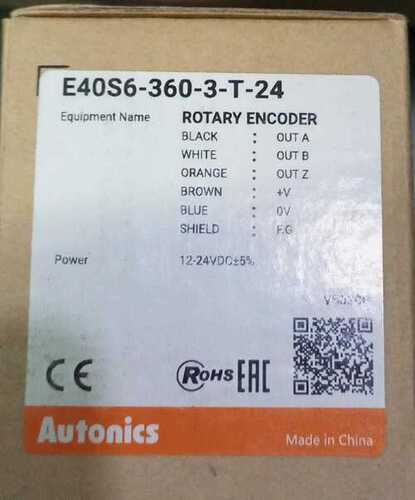 E40S6-360-3-T-24
Equipment Name ROTARY ENCODER
BLACK : OUT A
WHITE : OUT B
ORANGE : OUT Z
BROWN : +V
BLUE : 0V
SHIELD : F.G
Power 12-24VDC±5%
CE RoHS EAC
Autonics Made in China